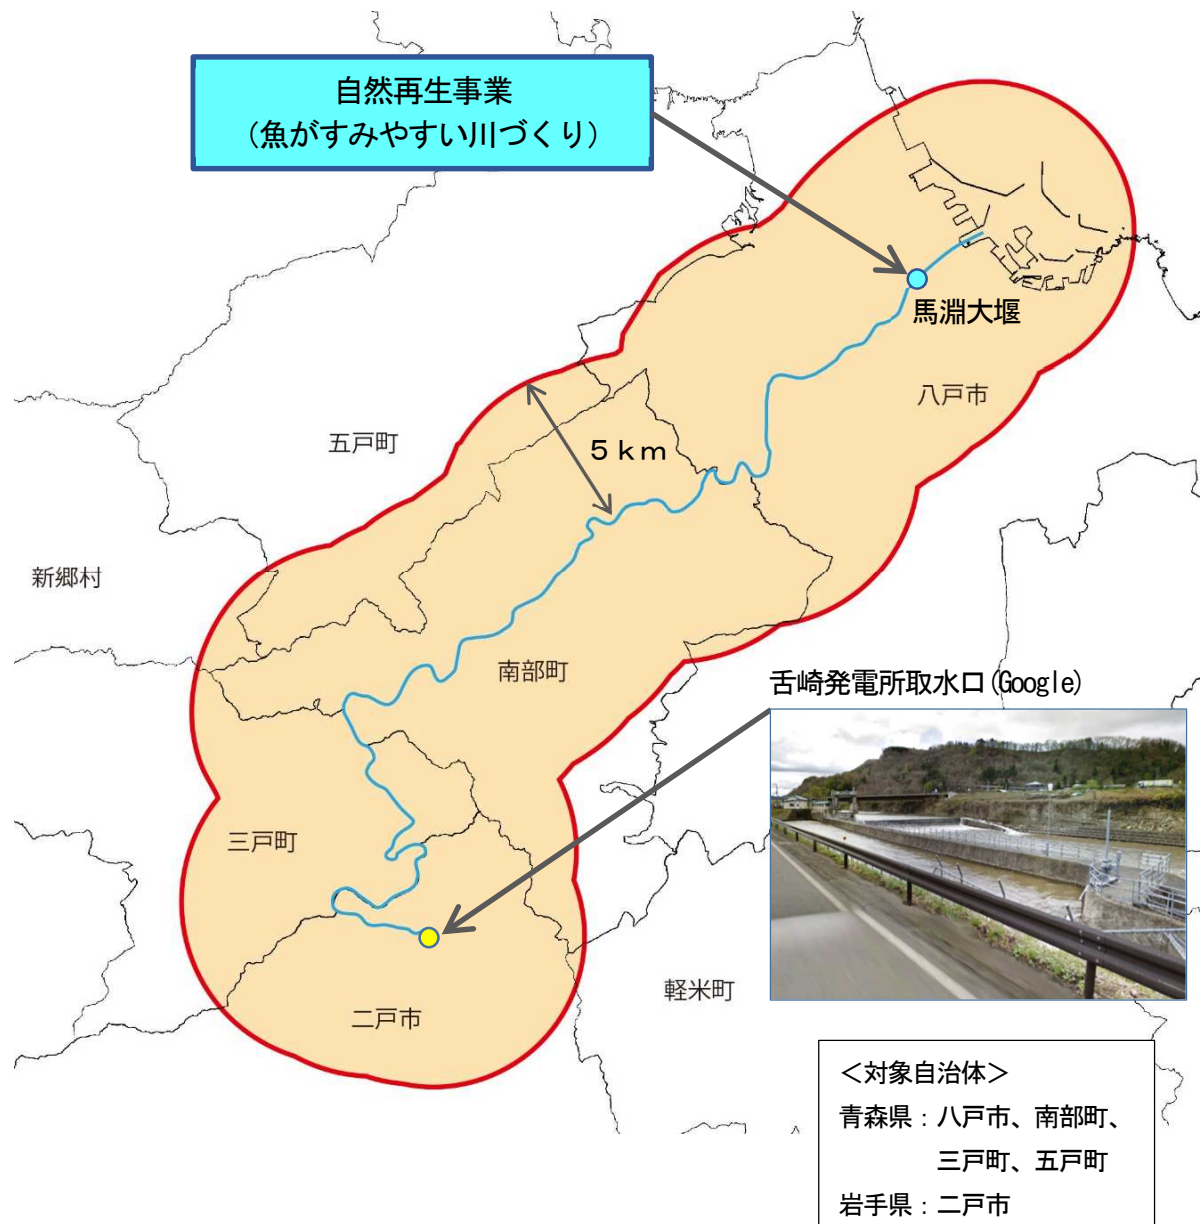 自然再生事業
(魚がすみやすい川づくり)
馬淵大堰
八戸市
五戸町
5km
新郷村
南部町
舌崎発電所取水口(Google)
三戸町
軽米町
二戸市
<対象自治体>
青森県：八戸市、南部町、
三戸町、五戸町
岩手県：二戸市